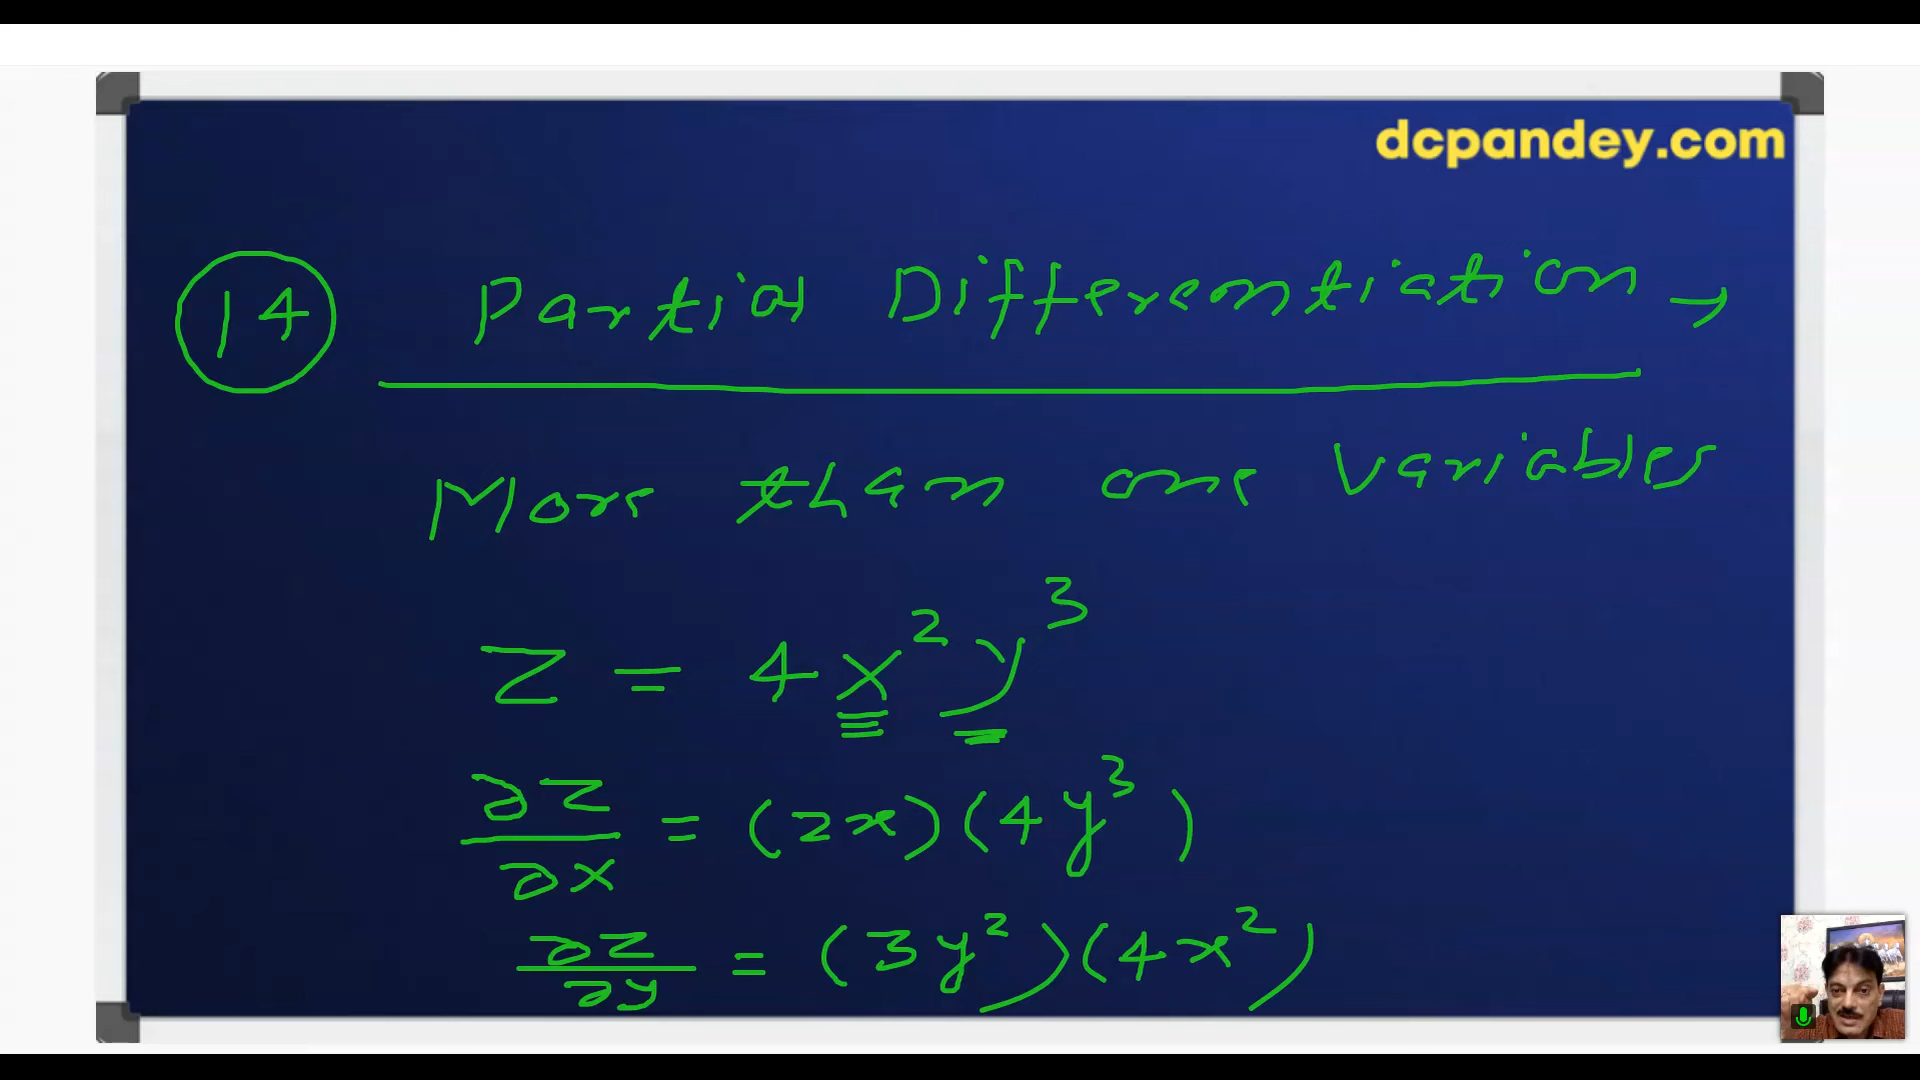 dcpandey.com
14 Partial Differentiation →
More than one Variables
Z = 4x²y³
∂Z/∂x = (2x)(4y³)
∂Z/∂y = (3y²)(4x²)